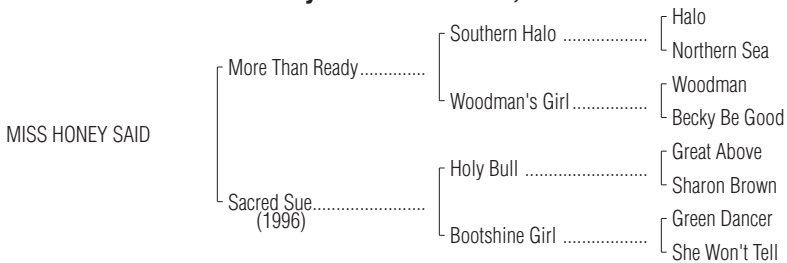 Halo
Southern Halo ..................
Northern Sea
More Than Ready..............
Woodman
Woodman's Girl................
Becky Be Good
MISS HONEY SAID
Great Above
Holy Bull ..........................
Sharon Brown
Sacred Sue........................
(1996)
Green Dancer
Bootshine Girl ..................
She Won't Tell